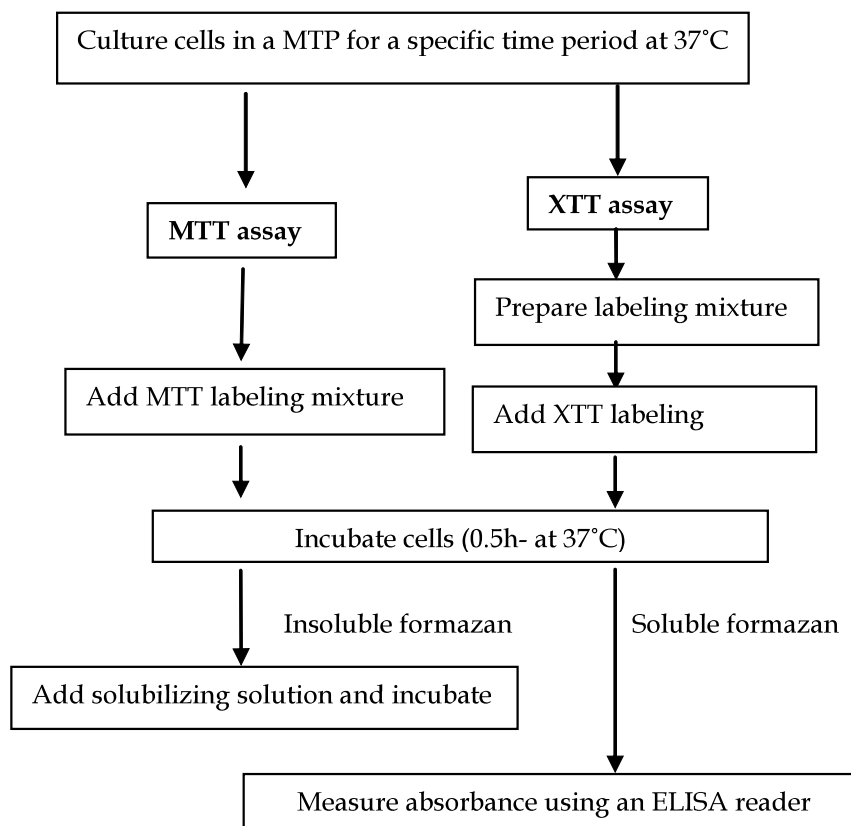 Culture cells in a MTP for a specific time period at 37˚C
MTT assay
XTT assay
Prepare labeling mixture
Add MTT labeling mixture
Add XTT labeling
Incubate cells (0.5h- at 37˚C)
Insoluble formazan
Soluble formazan
Add solubilizing solution and incubate
Measure absorbance using an ELISA reader